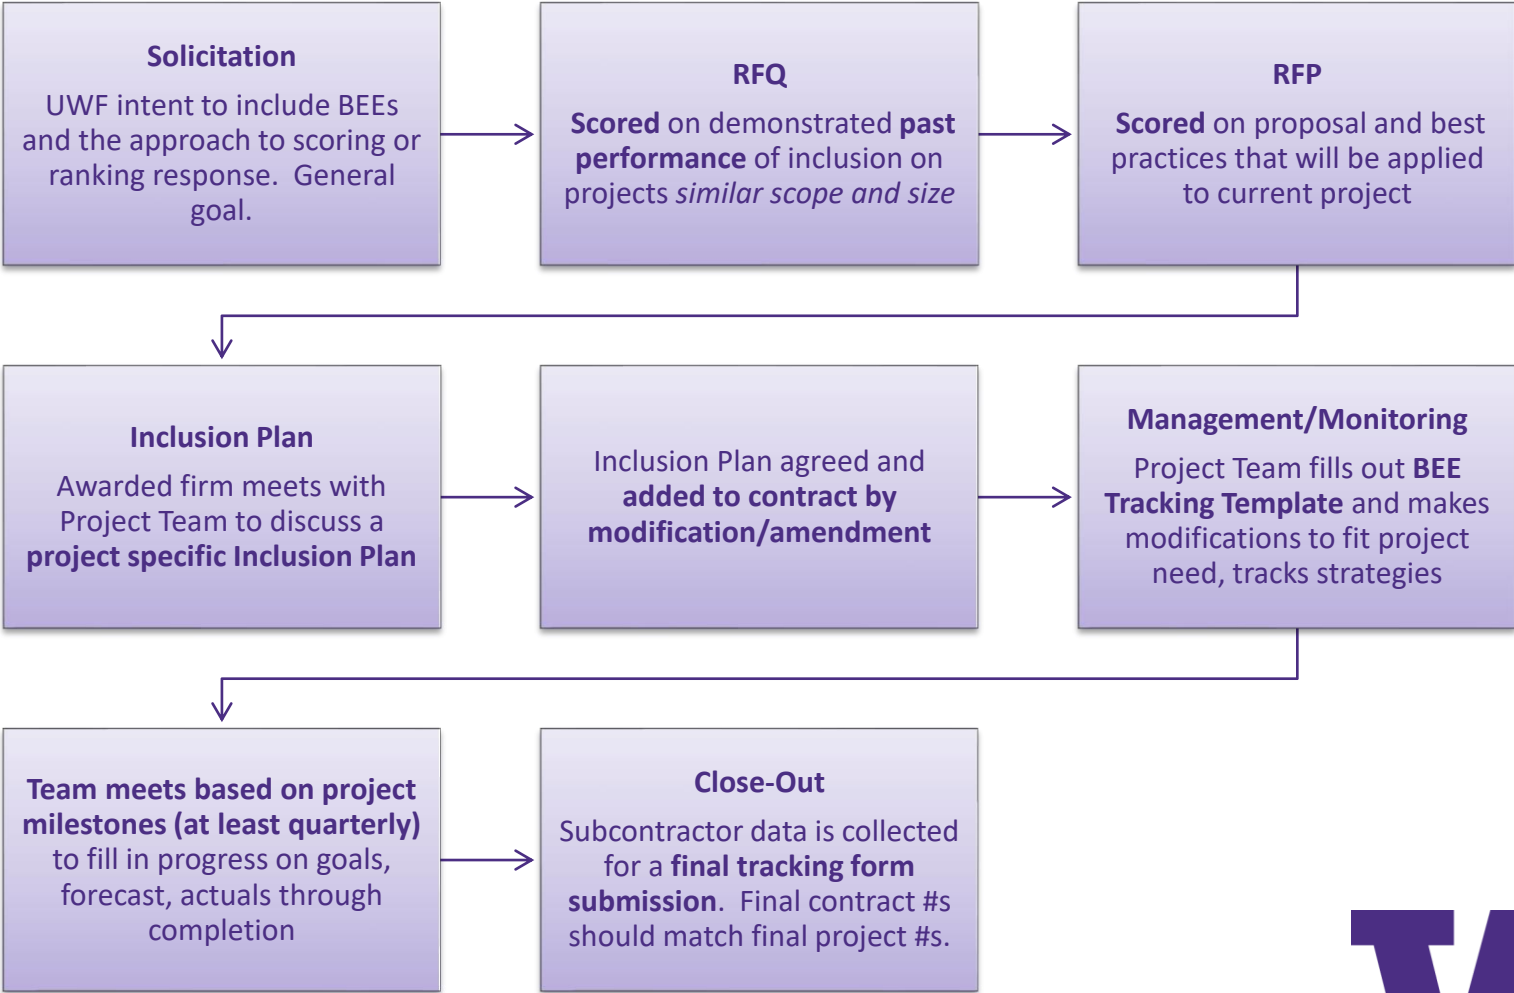 Solicitation
UWF intent to include BEEs
and the approach to scoring or
ranking response.  General
goal.
RFQ
Scored on demonstrated past
performance of inclusion on
projects similar scope and size
RFP
Scored on proposal and best
practices that will be applied
to current project
Inclusion Plan
Awarded firm meets with
Project Team to discuss a
project specific Inclusion Plan
Inclusion Plan agreed and
added to contract by
modification/amendment
Management/Monitoring
Project Team fills out BEE
Tracking Template and makes
modifications to fit project
need, tracks strategies
Team meets based on project
milestones (at least quarterly)
to fill in progress on goals,
forecast, actuals through
completion
Close-Out
Subcontractor data is collected
for a final tracking form
submission.  Final contract #s
should match final project #s.